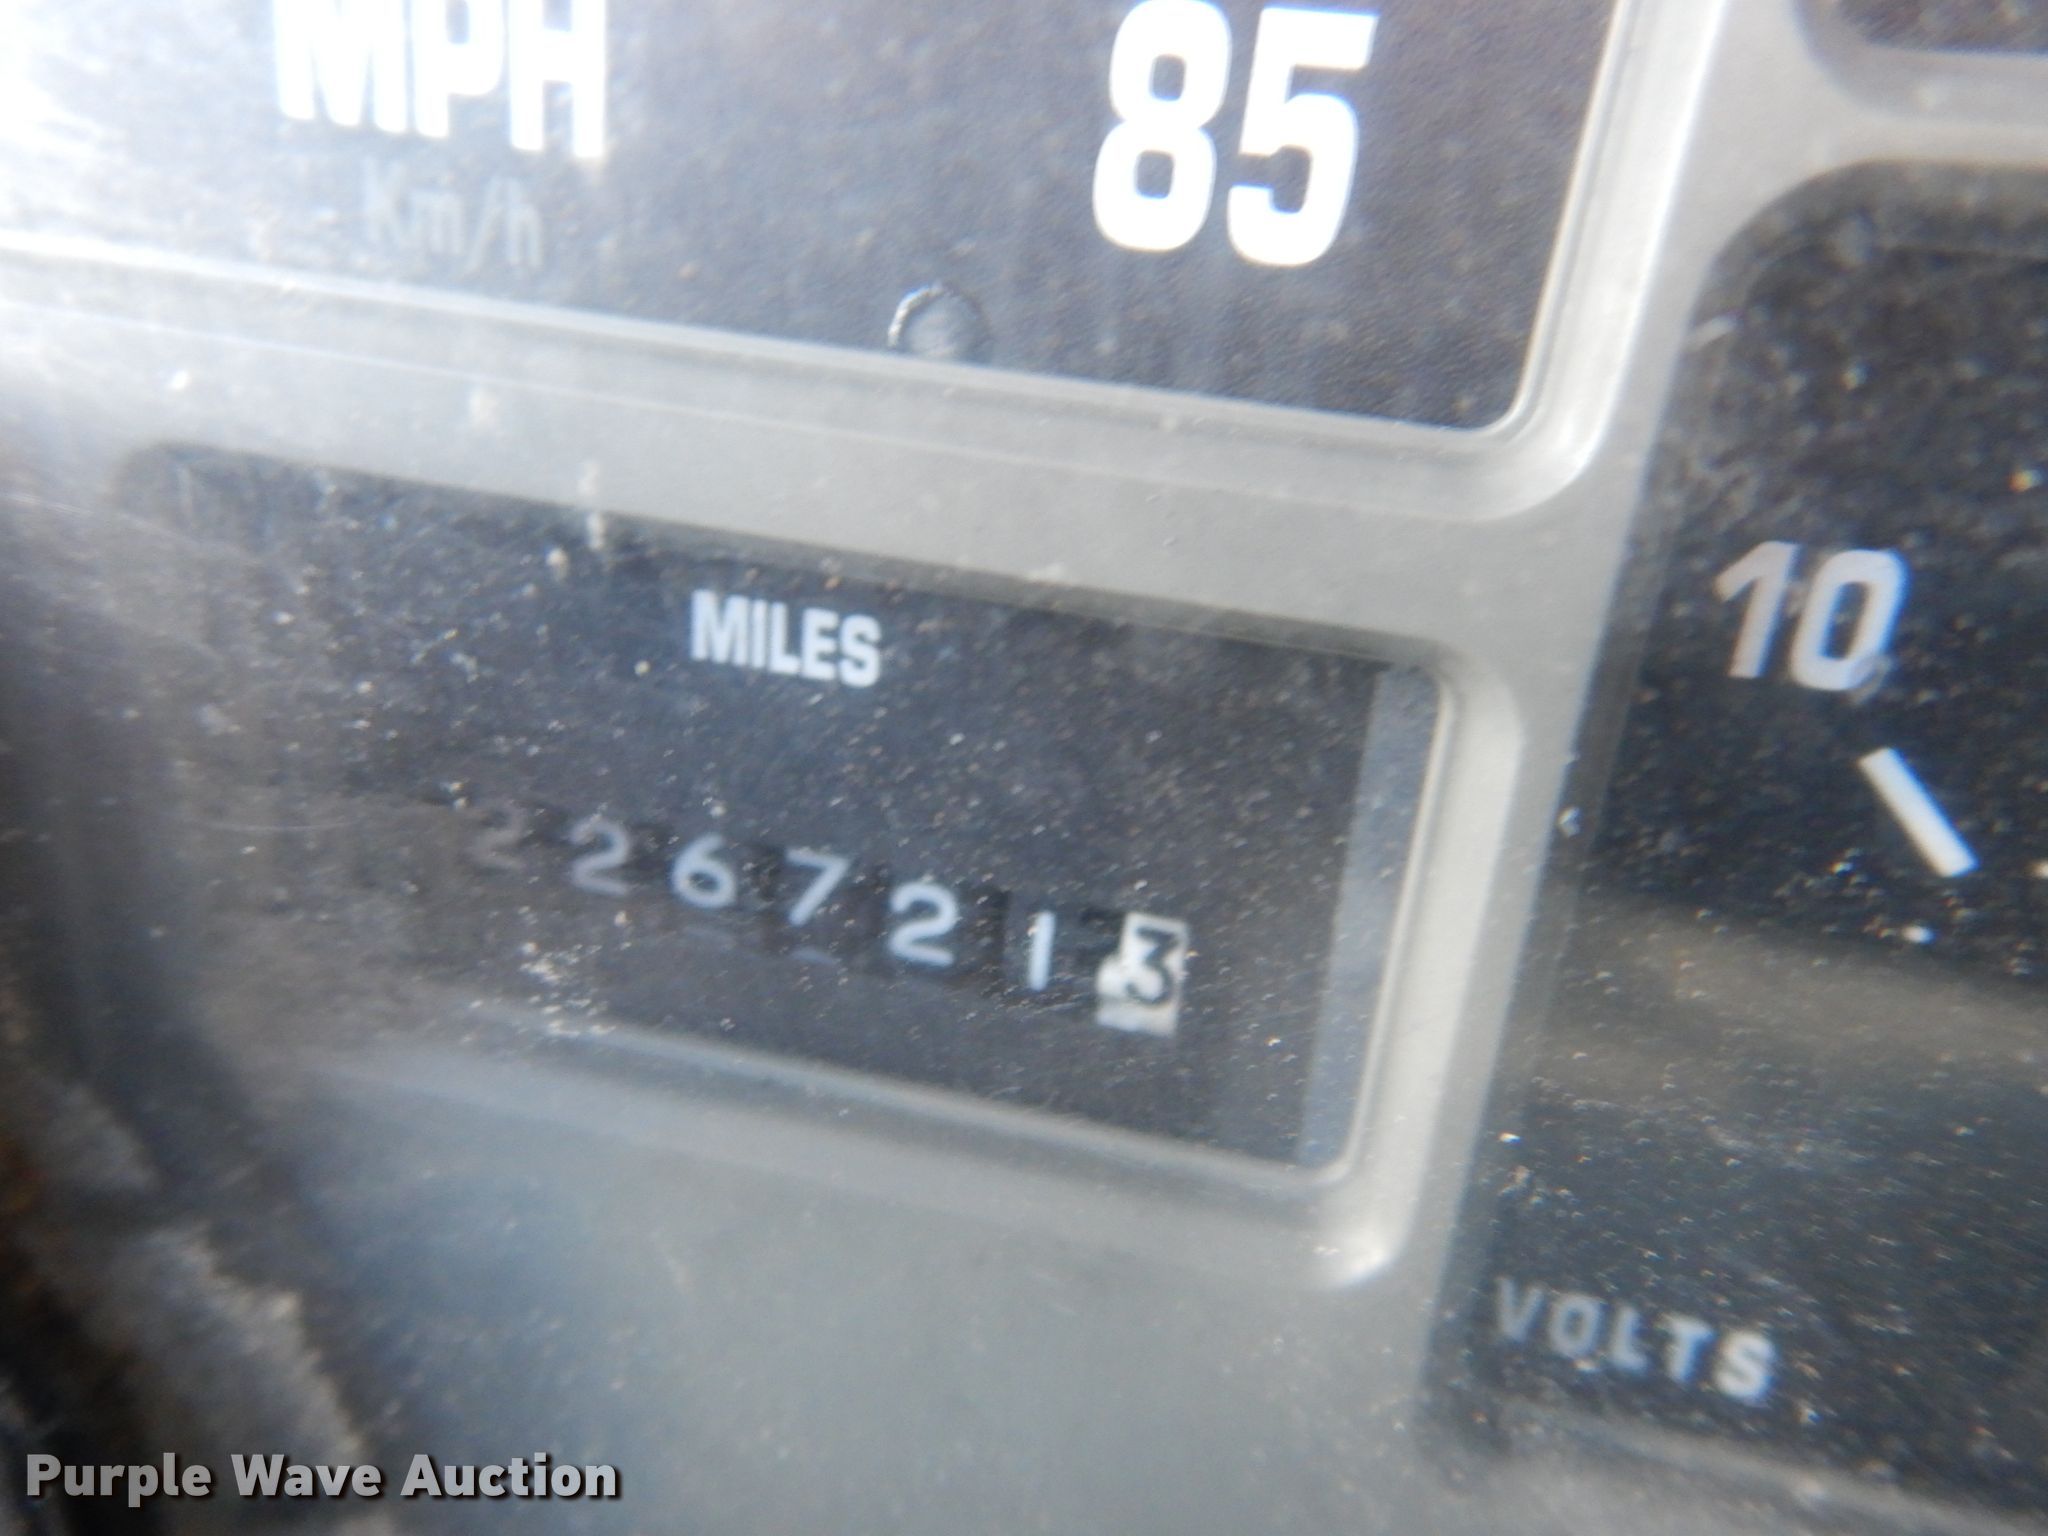 MPH
Km/h
85
10
MILES
2267213
VOLTS
Purple Wave Auction